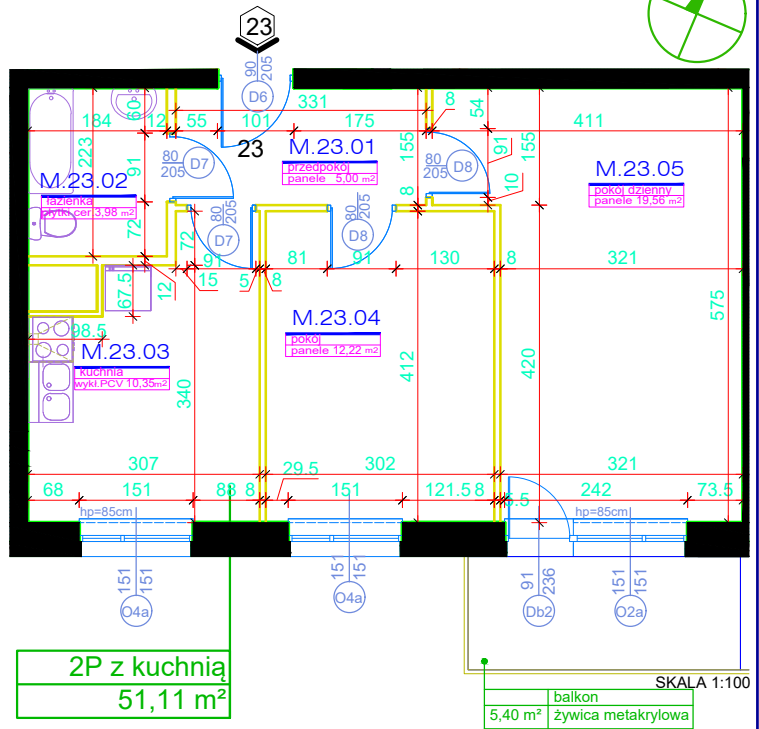 23
90
205
D6
331
184
12
55
101
175
8
54
411
60
223
91
72
80
205
D7
23
M.23.01
przedpokój
panele 5,00 m2
155
8
80
205
D8
91
155
10
M.23.05
pokój dzienny
panele 19,56 m2
M.23.02
łazienka
płytki cer.3,98 m2
80
205
D7
80
205
D8
72
91
15
5
8
81
91
130
8
321
575
67.5
12
98.5
M.23.03
kuchnia
wykł.PCV 10,35m2
340
M.23.04
pokój
panele 12,22 m2
412
420
307
302
321
68
151
88
8
29.5
151
121.5
8
5.5
242
73.5
hp=85cm
hp=85cm
151
151
O4a
151
151
O4a
91
236
Db2
151
151
O2a
2P z kuchnią
51,11 m²
SKALA 1:100
balkon
5,40 m² żywica metakrylowa